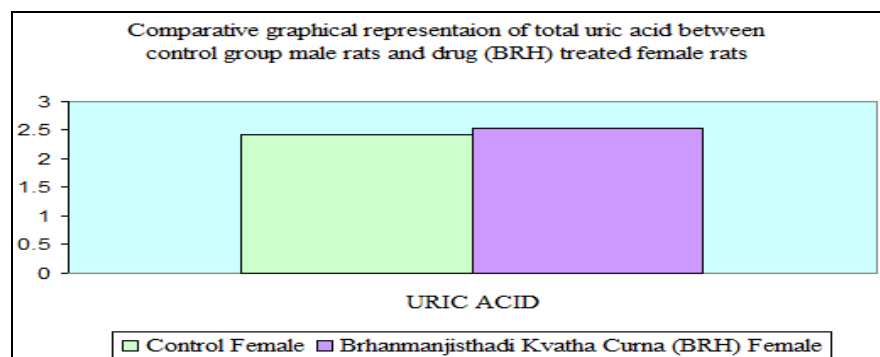 Comparative graphical representaion of total uric acid between
control group male rats and drug (BRH) treated female rats
3
2.5
2
1.5
1
0.5
0
URIC ACID
Control Female Brhanmanjisthadi Kvatha Curna (BRH) Female